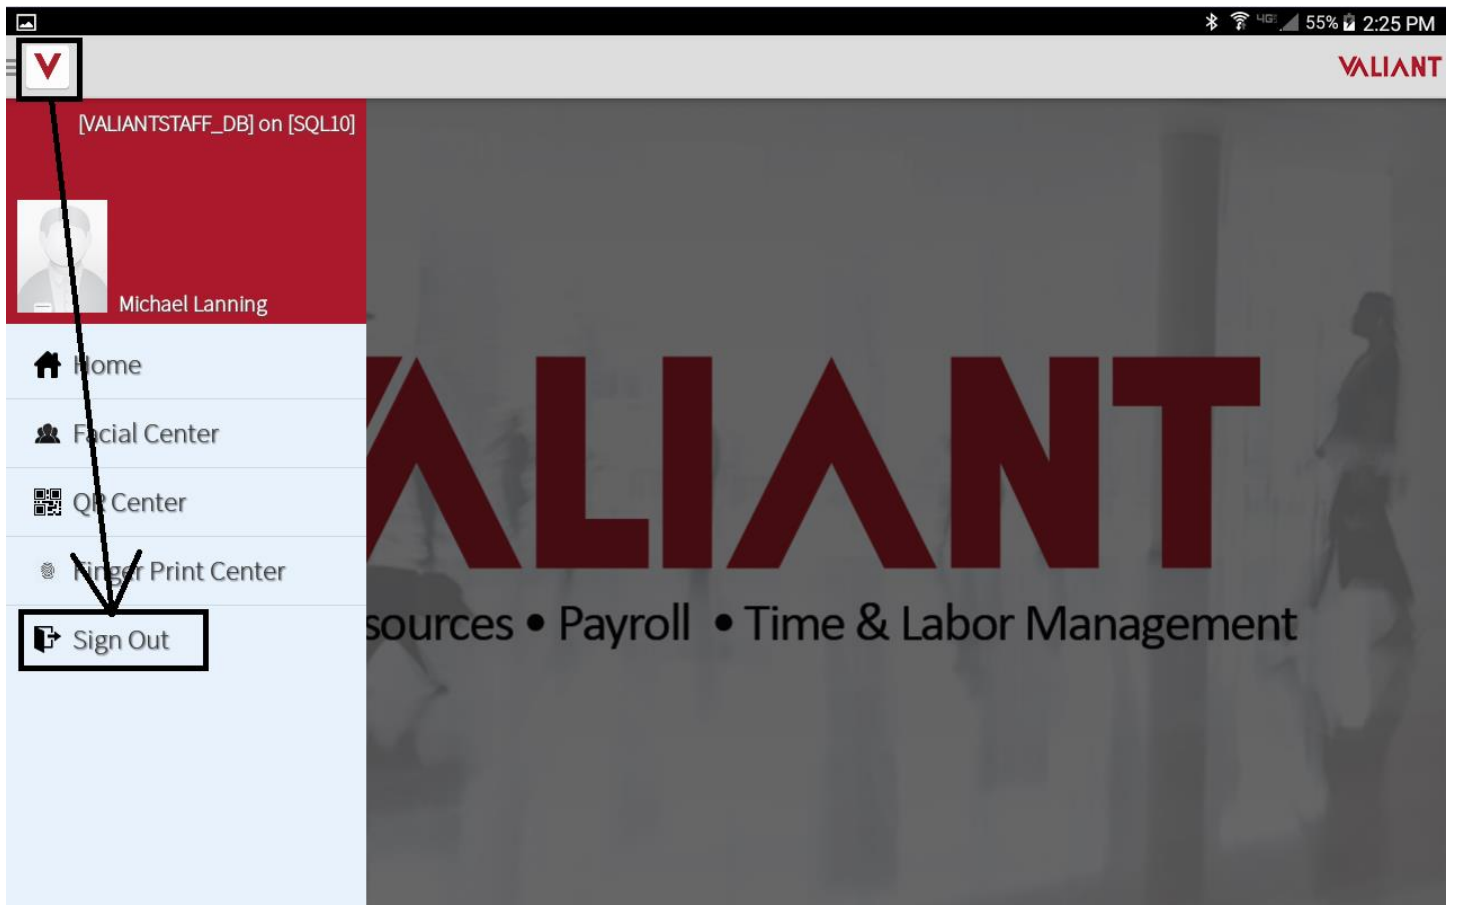 4G 55% 2:25 PM
V
VALIANT
[VALIANTSTAFF_DB] on [SQL10]
Michael Lanning
Home
Facial Center
QR Center
Finger Print Center
Sign Out
ALIANT
sources • Payroll • Time & Labor Management